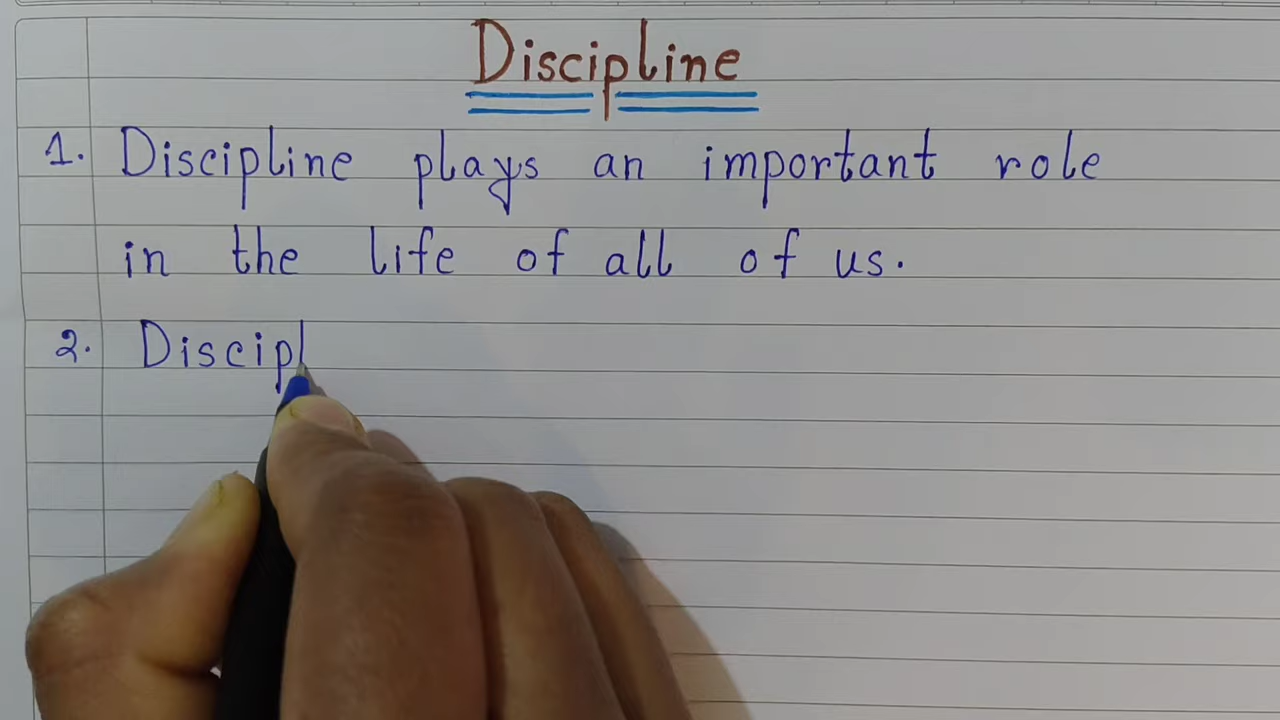 Discipline
1. Discipline plays an important role
in the life of all of us.
2. Discipl